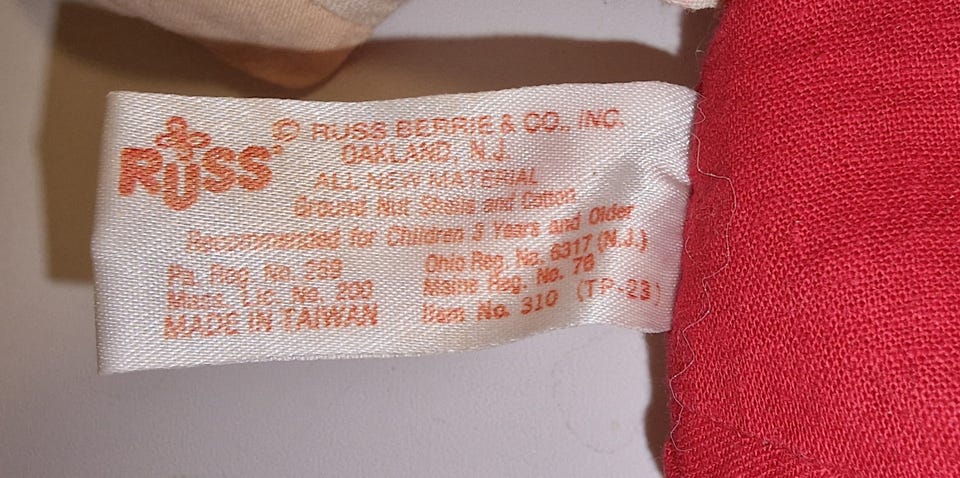 RUSS © RUSS BERRIE & CO., INC.
OAKLAND, N.J.
ALL NEW MATERIAL
Ground Nut Shells and Cotton
Recommended for Children 3 Years and Older
Pa. Reg. No. 239 Ohio Reg. No. 6317 (N.J.)
Mass. Lic. No. 200 Maine Reg. No. 78
MADE IN TAIWAN Item No. 310 (TP-23)